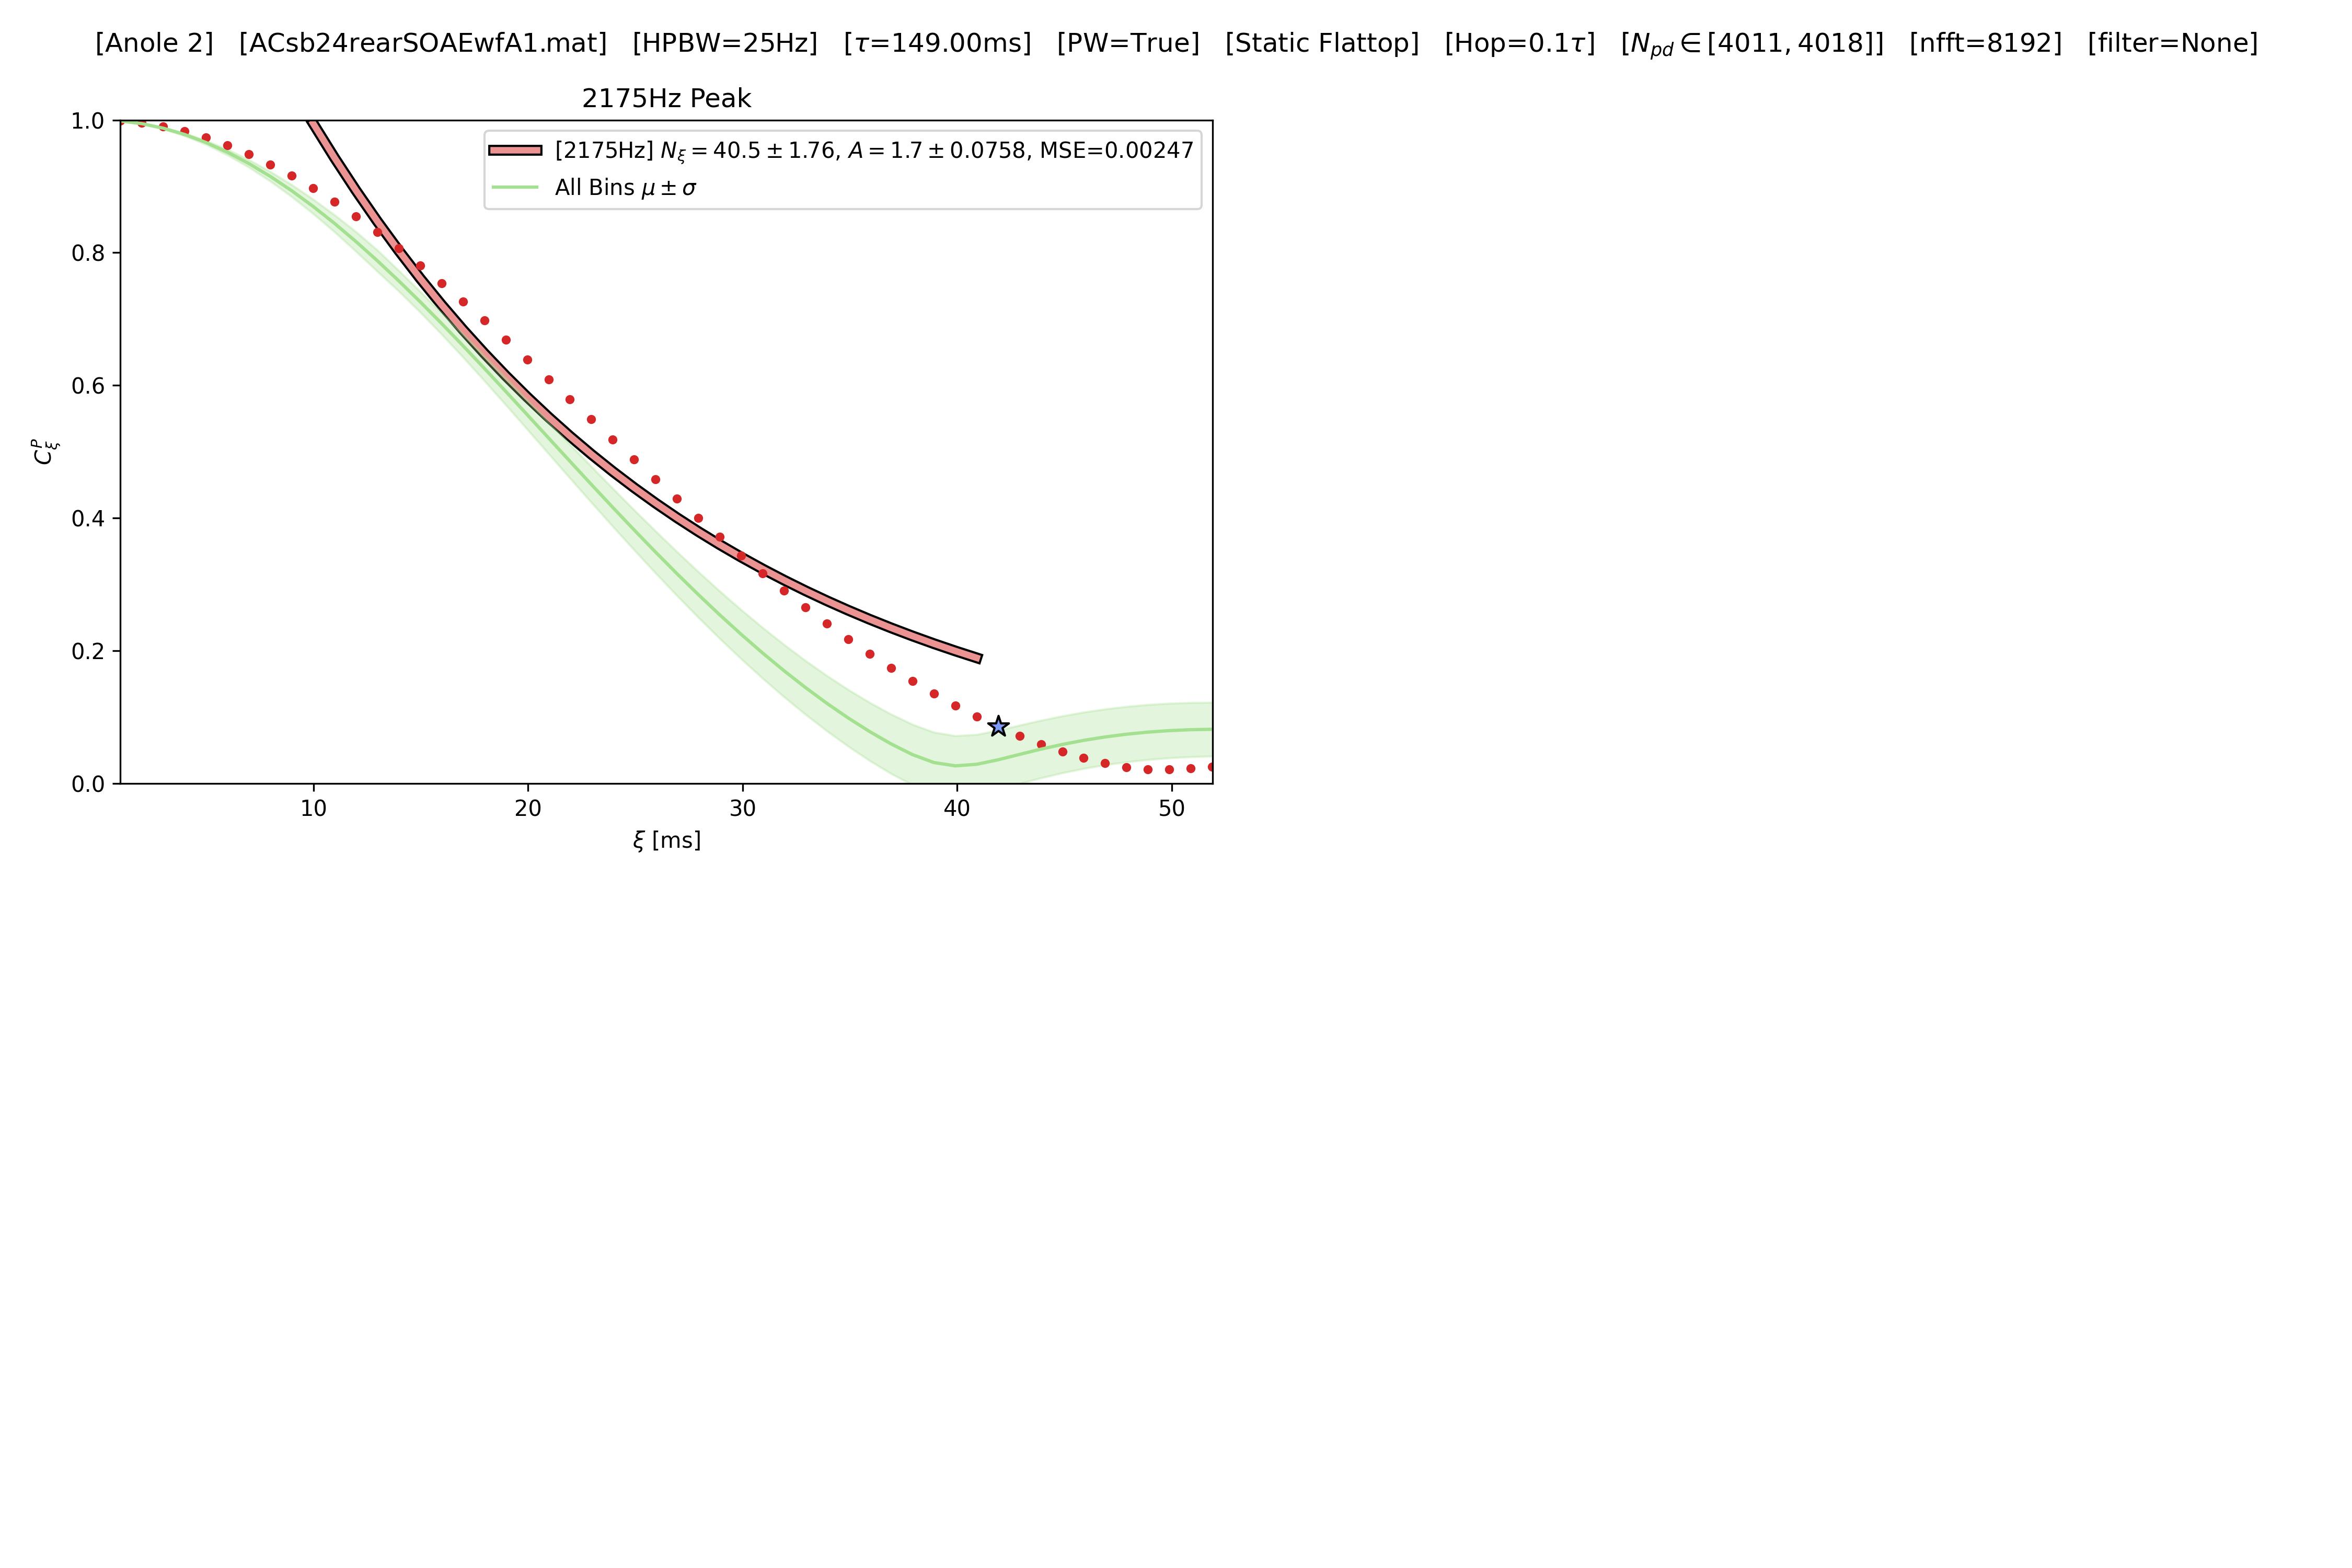 [Anole 2] [ACsb24rearSOAEwfA1.mat] [HPBW=25Hz] [τ=149.00ms] [PW=True] [Static Flattop] [Hop=0.1τ] [N_pd ∈ [4011, 4018]] [nfft=8192] [filter=None]
2175Hz Peak
[2175Hz] N_ξ = 40.5 ± 1.76, A = 1.7 ± 0.0758, MSE=0.00247
All Bins μ ± σ
1.0
0.8
0.6
0.4
0.2
0.0
C_ξ^P
10 20 30 40 50
ξ [ms]